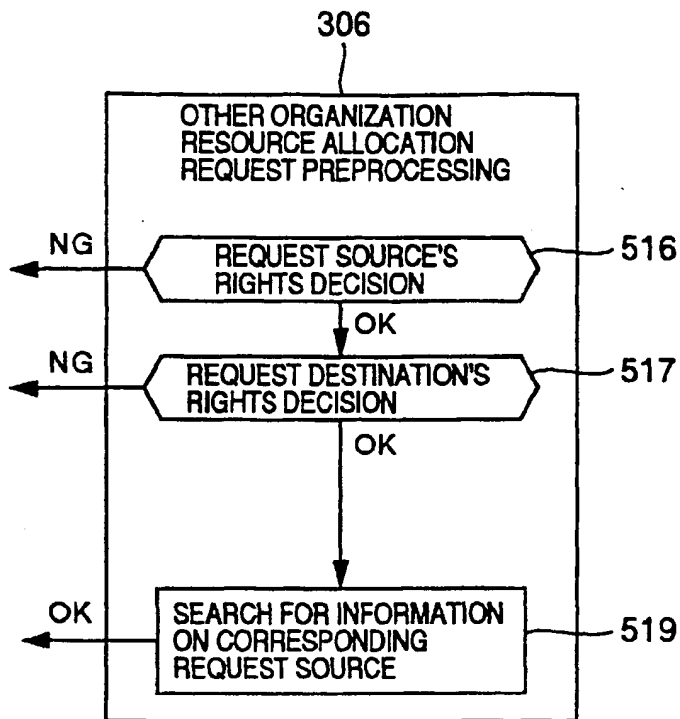 306
OTHER ORGANIZATION
RESOURCE ALLOCATION
REQUEST PREPROCESSING
NG
REQUEST SOURCE'S
RIGHTS DECISION
516
OK
NG
REQUEST DESTINATION'S
RIGHTS DECISION
517
OK
OK
SEARCH FOR INFORMATION
ON CORRESPONDING
REQUEST SOURCE
519